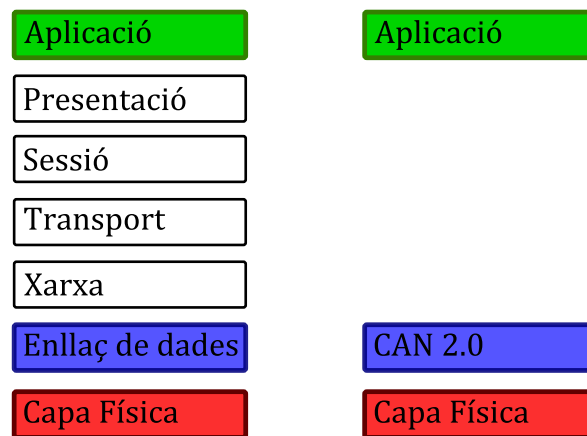 Aplicació
Aplicació
Presentació
Sessió
Transport
Xarxa
Enllaç de dades
CAN 2.0
Capa Física
Capa Física